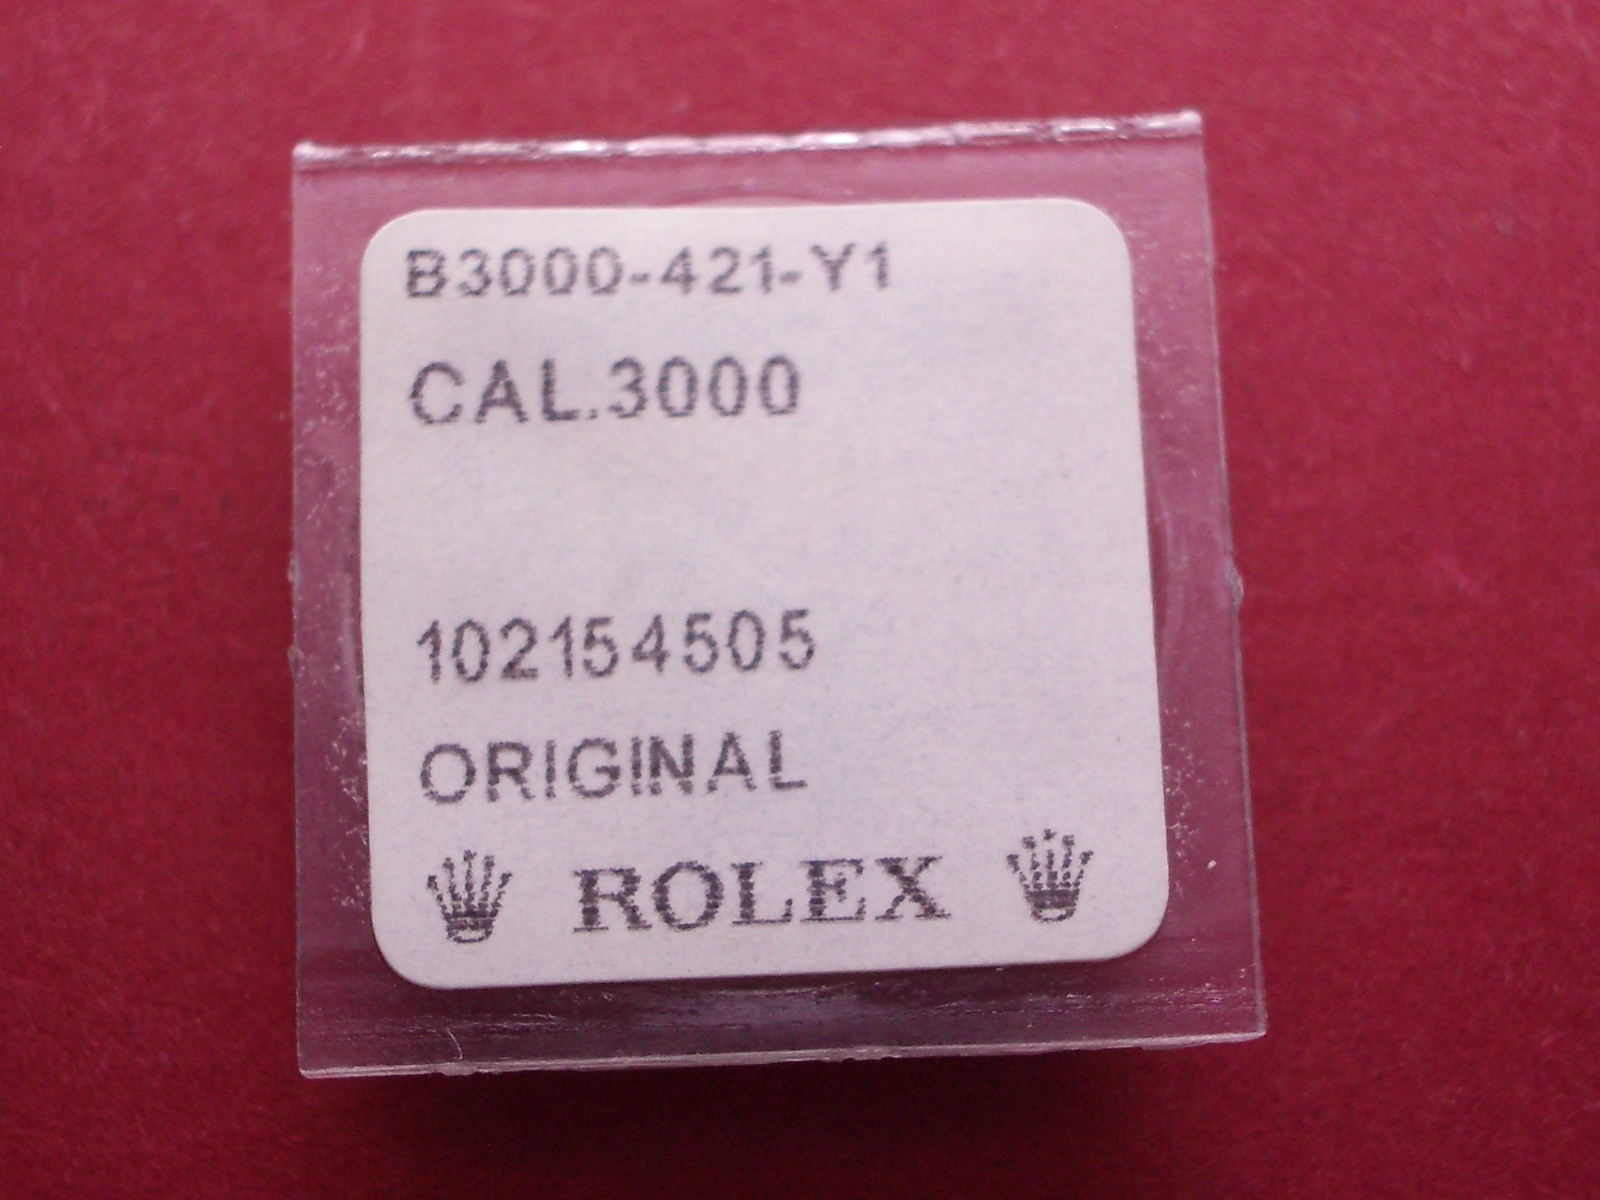 B3000-421-Y1
CAL.3000
102154505
ORIGINAL
ROLEX